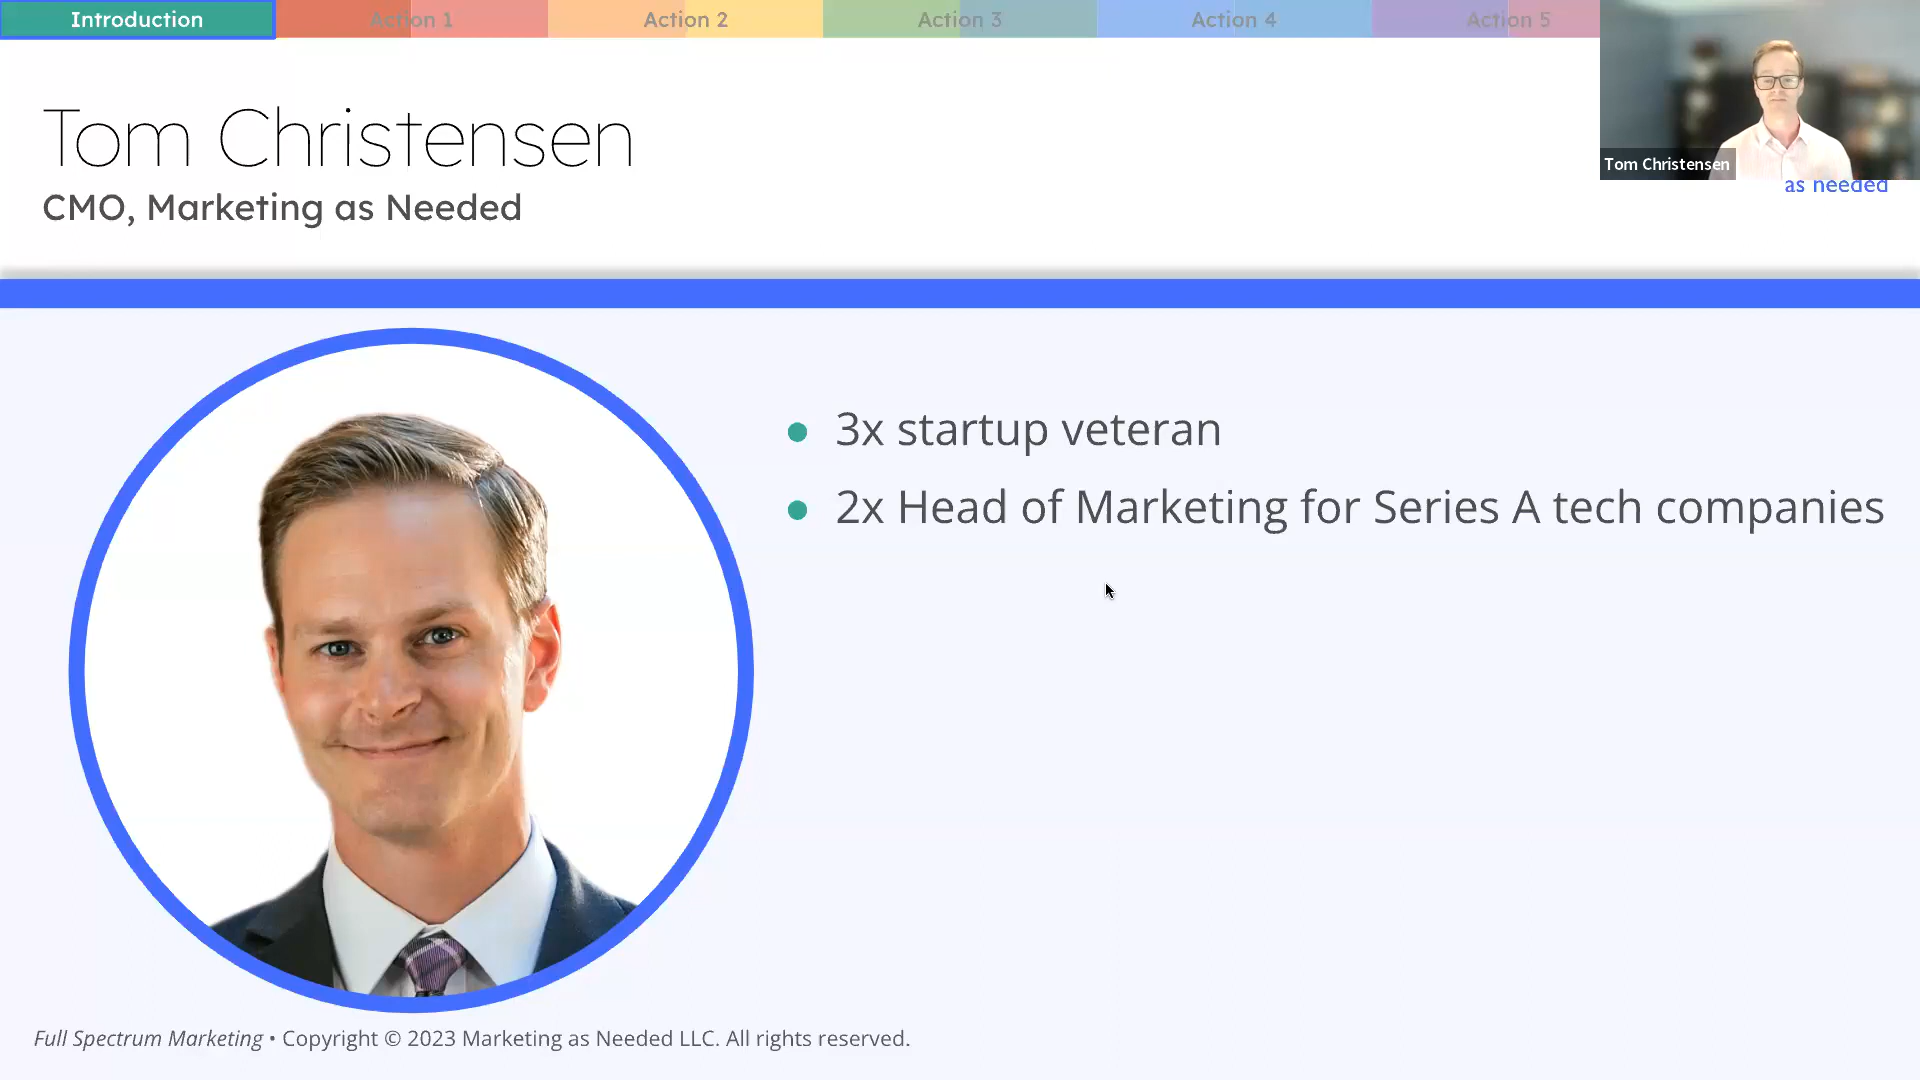 Introduction
Action 1
Action 2
Action 3
Action 4
Action 5
Tom Christensen
Tom Christensen
as needed
CMO, Marketing as Needed
3x startup veteran
2x Head of Marketing for Series A tech companies
Full Spectrum Marketing • Copyright © 2023 Marketing as Needed LLC. All rights reserved.